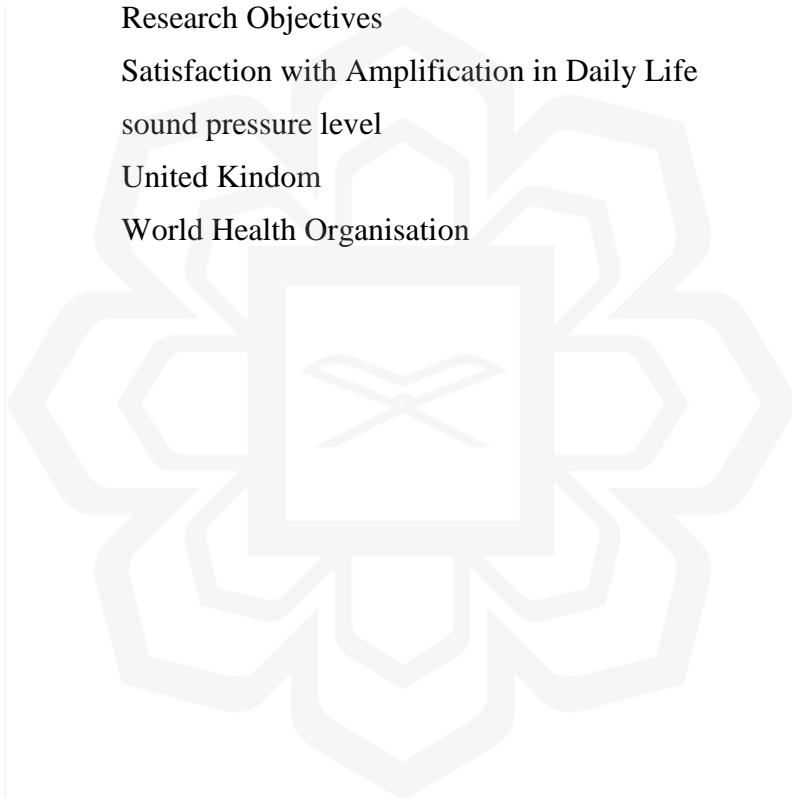 Research Objectives
Satisfaction with Amplification in Daily Life
sound pressure level
United Kindom
World Health Organisation